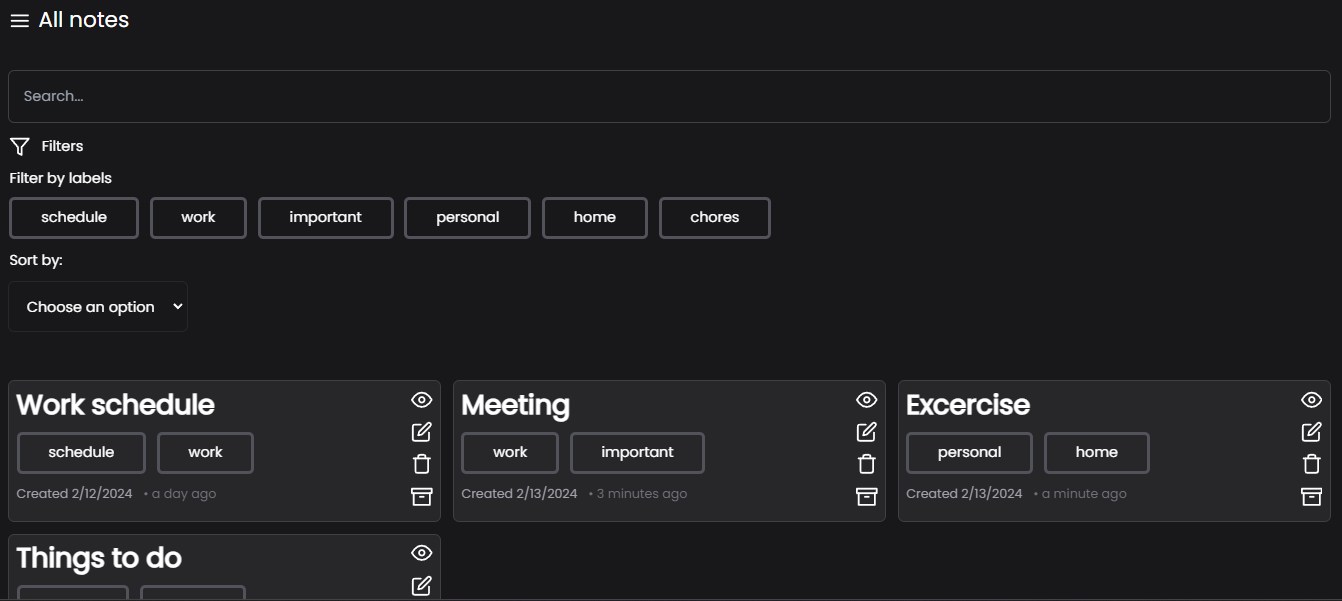 All notes
Search...
Filters
Filter by labels
schedule work important personal home chores
Sort by:
Choose an option
Work schedule
schedule work
Created 2/12/2024 • a day ago
Meeting
work important
Created 2/13/2024 • 3 minutes ago
Excercise
personal home
Created 2/13/2024 • a minute ago
Things to do